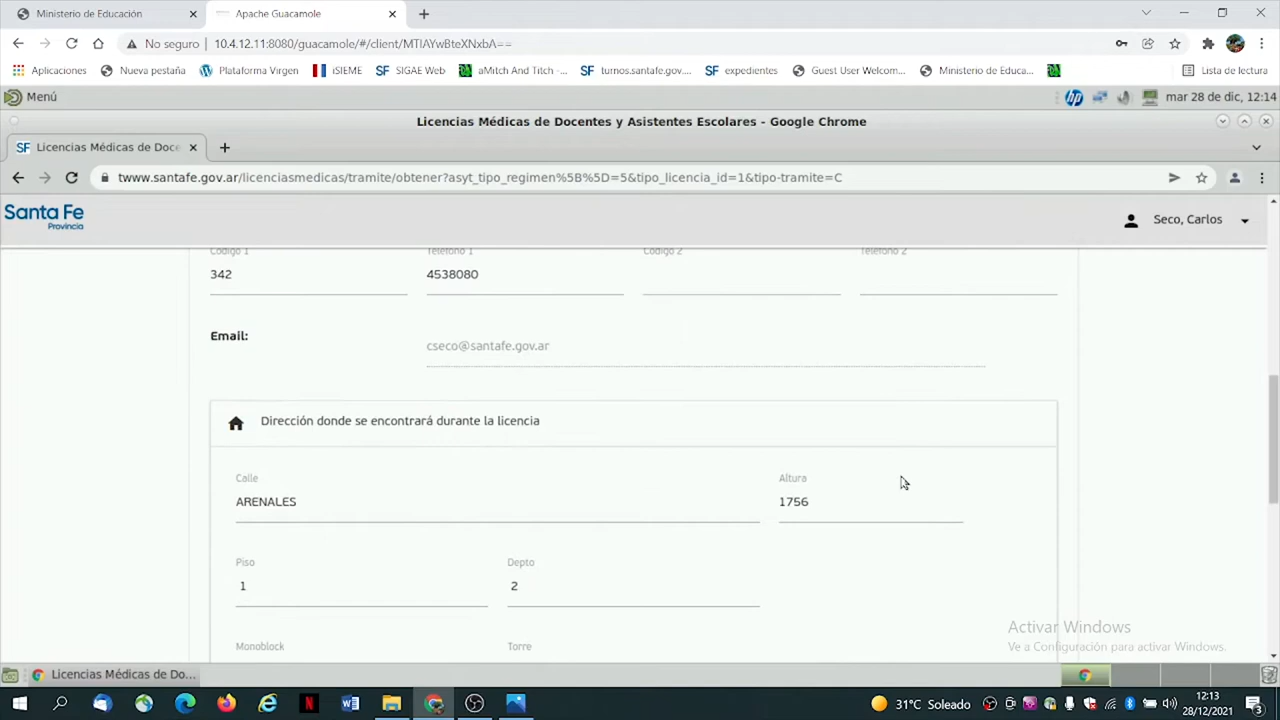 Ministerio de Educación
Apache Guacamole
No seguro
10.4.12.11:8080/guacamole/#/client/MTIAYwBteXNxbA==
Aplicaciones
Nueva pestaña
Plataforma Virgen
iSIEME
SIGAE Web
aMitch And Titch -...
turnos.santafe.gov....
expedientes
Guest User Welcom...
Ministerio de Educa...
Lista de lectura
Menú
mar 28 de dic, 12:14
Licencias Médicas de Docentes y Asistentes Escolares - Google Chrome
SF Licencias Médicas de Doce
twww.santafe.gov.ar/licenciasmedicas/tramite/obtener?asyt_tipo_regimen%5B%5D=5&tipo_licencia_id=1&tipo-tramite=C
Santa Fe
Provincia
Seco, Carlos
Código 1
Teléfono 1
Código 2
Teléfono 2
342
4538080
Email:
cseco@santafe.gov.ar
Dirección donde se encontrará durante la licencia
Calle
Altura
ARENALES
1756
Piso
Depto
1
2
Activar Windows
Ve a Configuración para activar Windows.
Monoblock
Torre
Licencias Médicas de Do...
31°C Soleado
12:13
28/12/2021
3